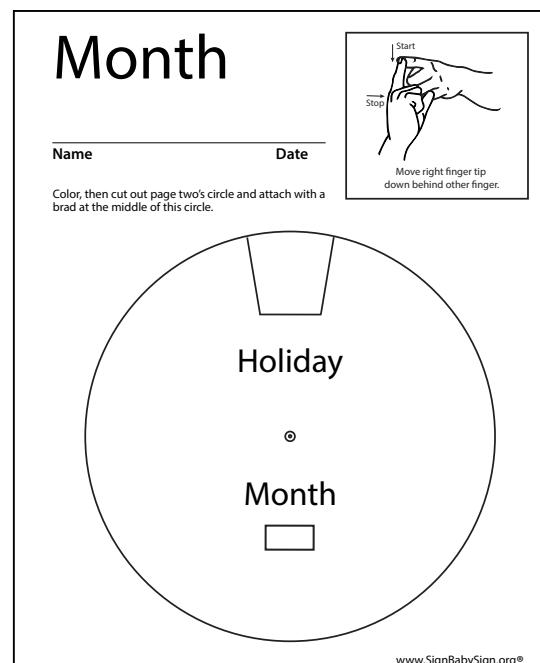 Month
Start
Stop
Name Date
Move right finger tip
down behind other finger.
Color, then cut out page two's circle and attach with a
brad at the middle of this circle.
Holiday
Month
www.SignBabySign.org®